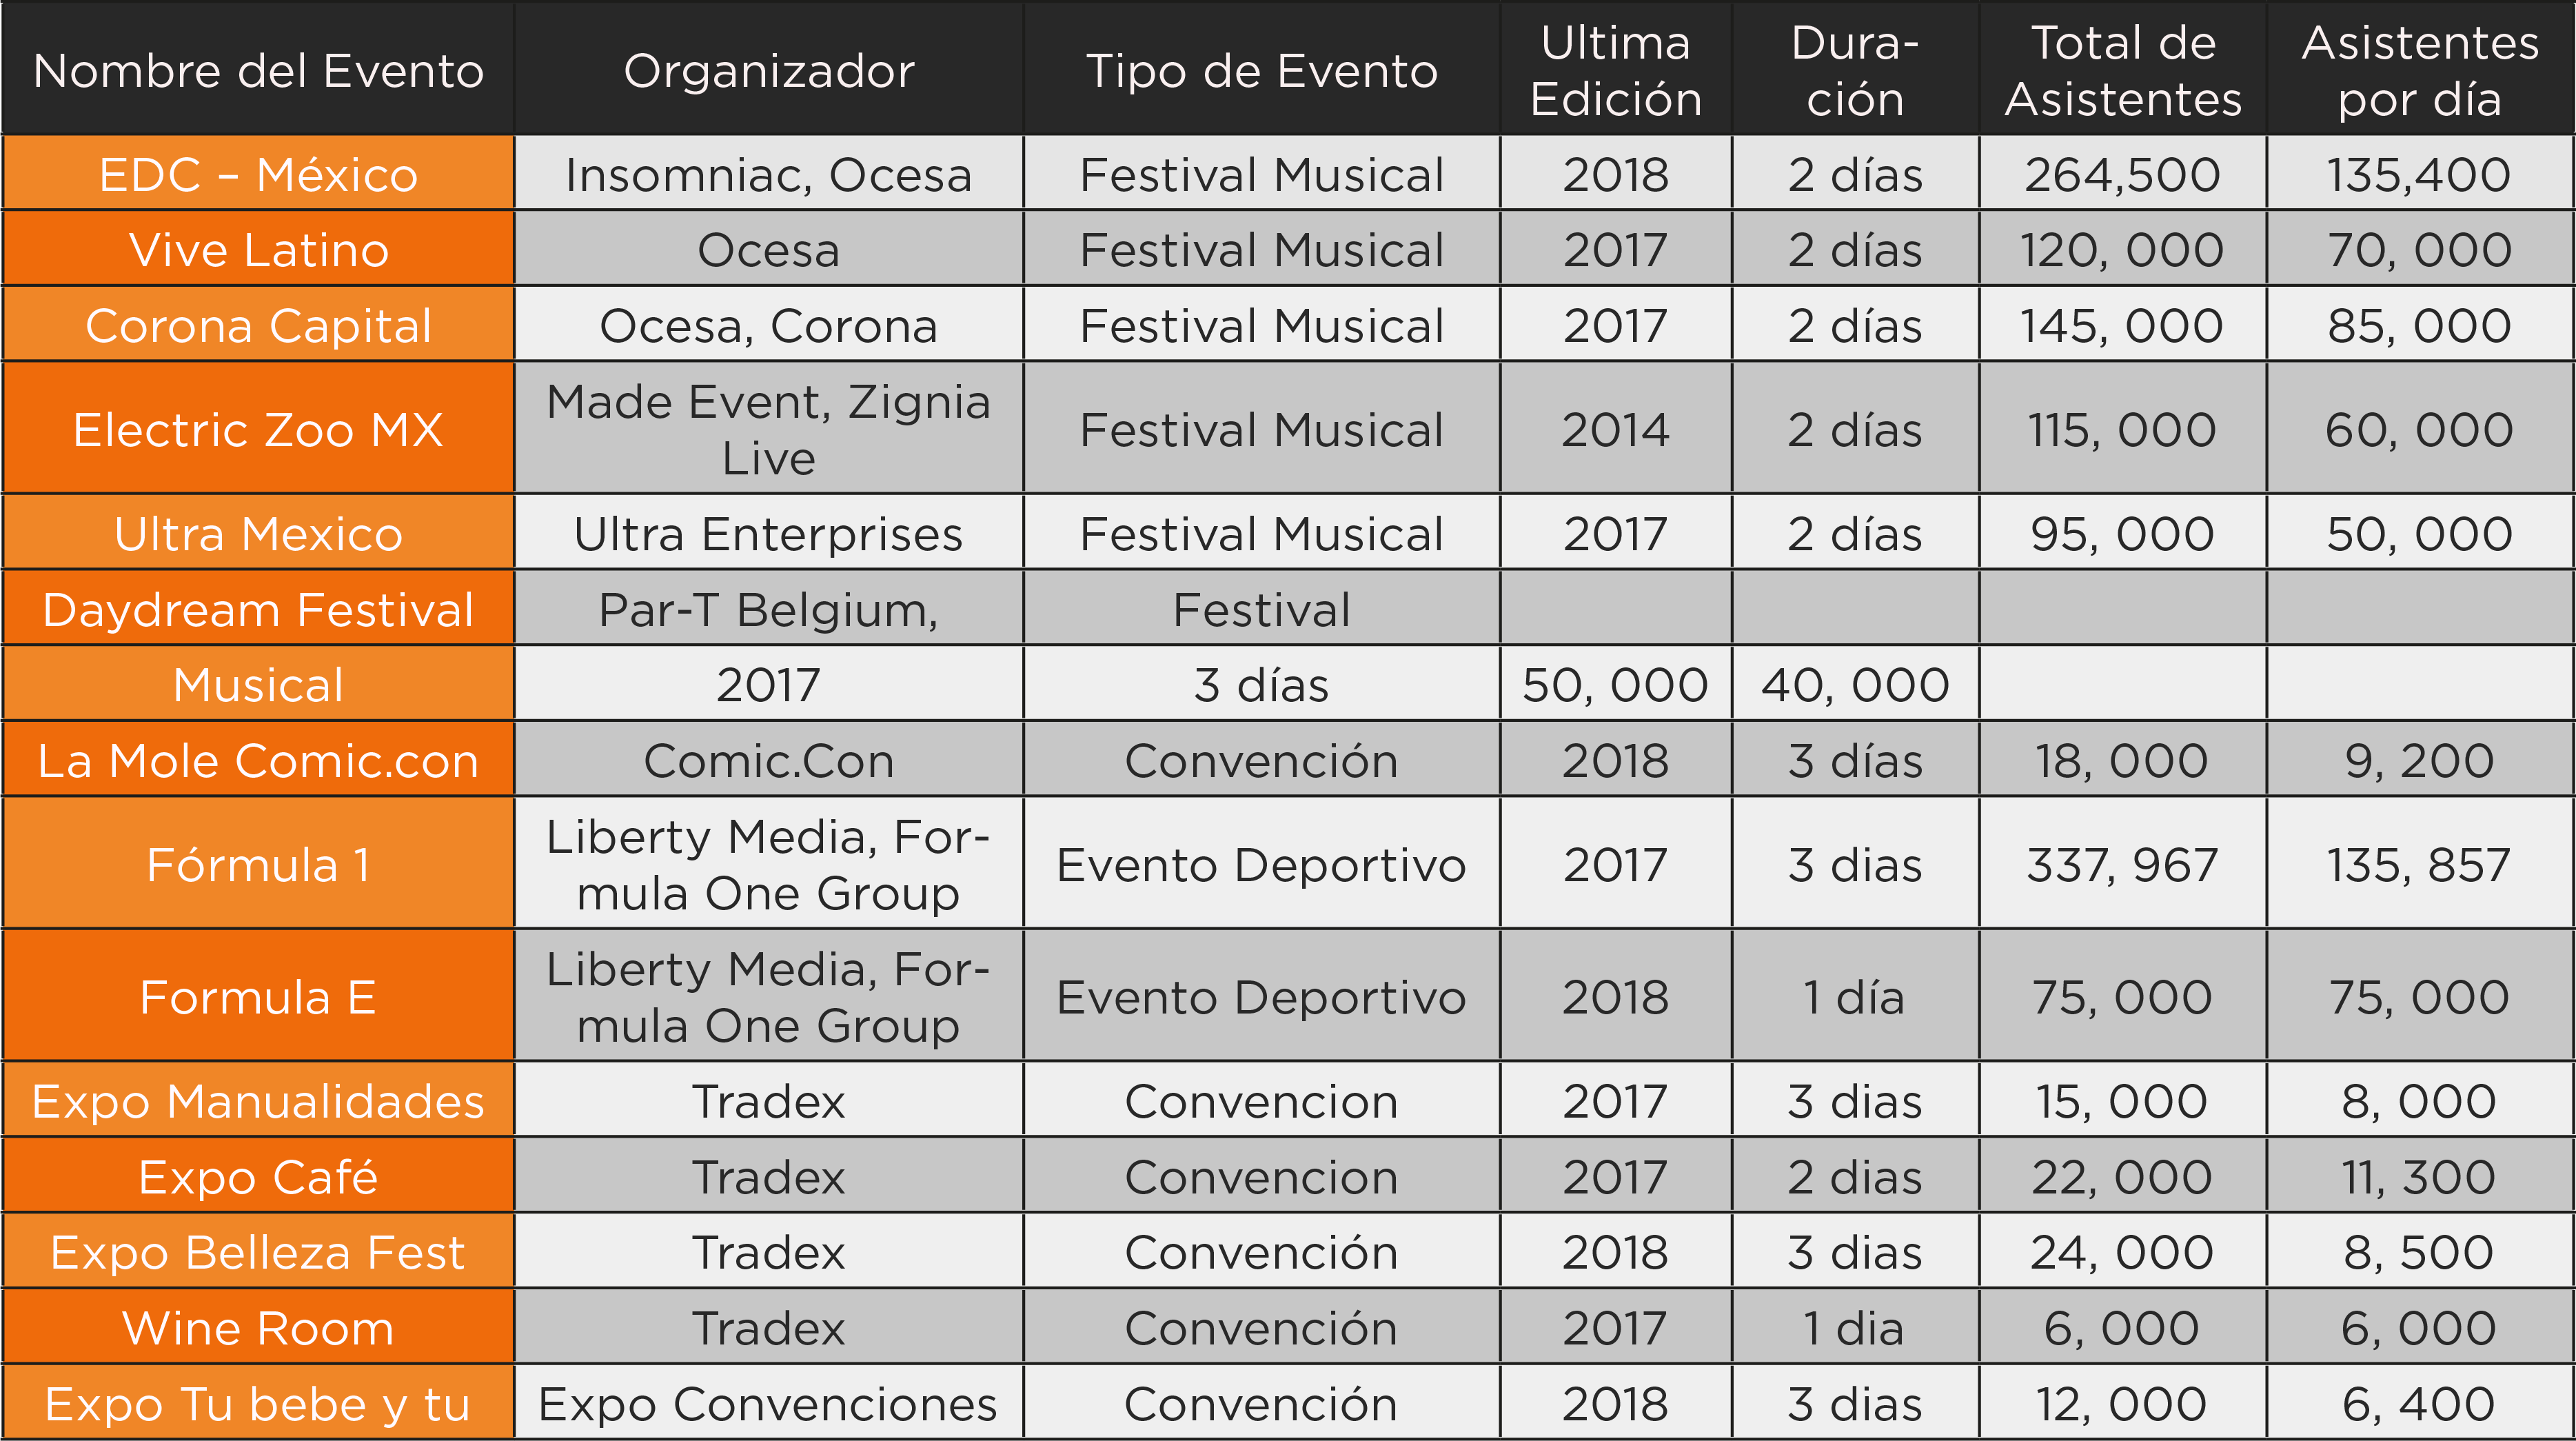 Nombre del Evento Organizador Tipo de Evento Ultima Edición Dura-ción Total de Asistentes Asistentes por día
EDC – México Insomniac, Ocesa Festival Musical 2018 2 días 264,500 135,400
Vive Latino Ocesa Festival Musical 2017 2 días 120, 000 70, 000
Corona Capital Ocesa, Corona Festival Musical 2017 2 días 145, 000 85, 000
Electric Zoo MX Made Event, Zignia Live Festival Musical 2014 2 días 115, 000 60, 000
Ultra Mexico Ultra Enterprises Festival Musical 2017 2 días 95, 000 50, 000
Daydream Festival Par-T Belgium, Festival
Musical 2017 3 días 50, 000 40, 000
La Mole Comic.con Comic.Con Convención 2018 3 días 18, 000 9, 200
Fórmula 1 Liberty Media, For-mula One Group Evento Deportivo 2017 3 dias 337, 967 135, 857
Formula E Liberty Media, For-mula One Group Evento Deportivo 2018 1 día 75, 000 75, 000
Expo Manualidades Tradex Convencion 2017 3 dias 15, 000 8, 000
Expo Café Tradex Convencion 2017 2 dias 22, 000 11, 300
Expo Belleza Fest Tradex Convención 2018 3 dias 24, 000 8, 500
Wine Room Tradex Convención 2017 1 dia 6, 000 6, 000
Expo Tu bebe y tu Expo Convenciones Convención 2018 3 dias 12, 000 6, 400